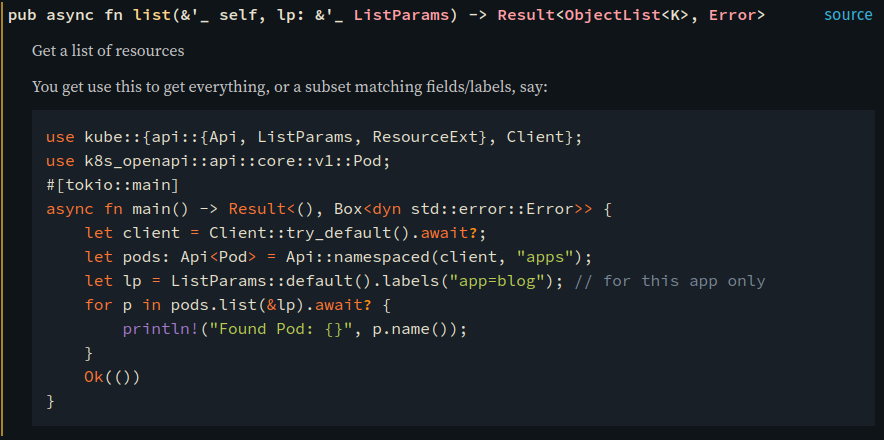 pub async fn list(&'_ self, lp: &'_ ListParams) -> Result<ObjectList<K>, Error> source
Get a list of resources
You get use this to get everything, or a subset matching fields/labels, say:
use kube::{api::{Api, ListParams, ResourceExt}, Client};
use k8s_openapi::api::core::v1::Pod;
#[tokio::main]
async fn main() -> Result<(), Box<dyn std::error::Error>> {
    let client = Client::try_default().await?;
    let pods: Api<Pod> = Api::namespaced(client, "apps");
    let lp = ListParams::default().labels("app=blog"); // for this app only
    for p in pods.list(&lp).await? {
        println!("Found Pod: {}", p.name());
    }
    Ok(())
}